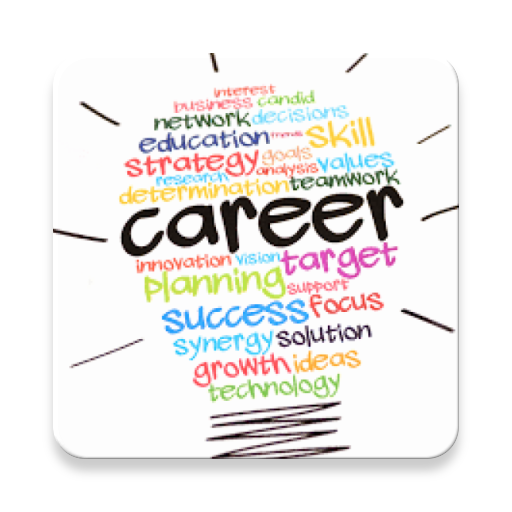 interest
business candid
network decisions
education skill
strategy goals
research analysis values
determination teamwork
career
innovation vision target
planning support
success focus
synergy solution
growth ideas
technology